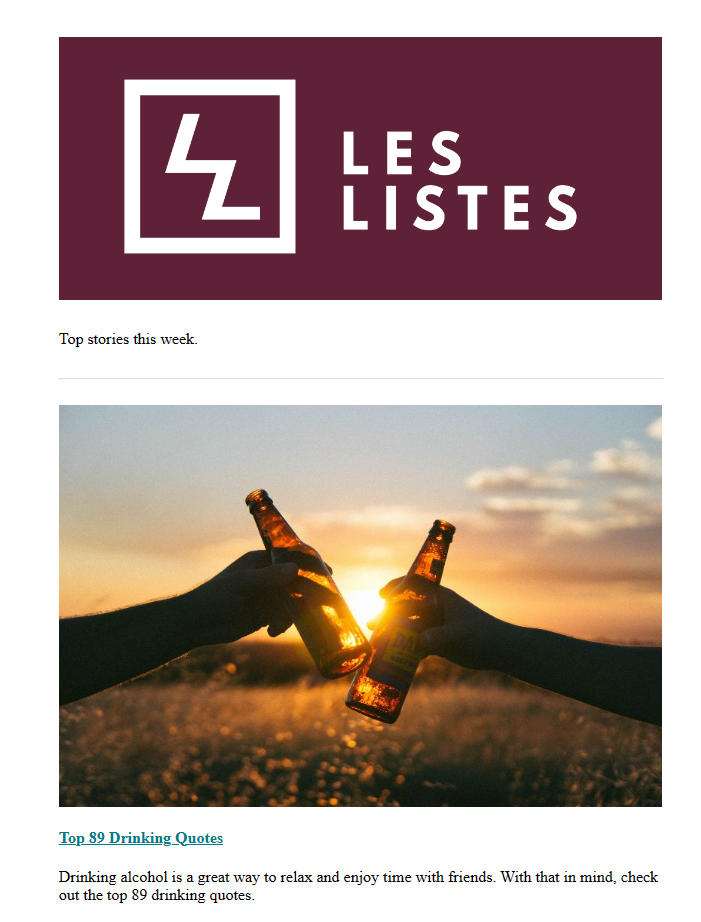 LES
LISTES
Top stories this week.
Top 89 Drinking Quotes
Drinking alcohol is a great way to relax and enjoy time with friends. With that in mind, check
out the top 89 drinking quotes.